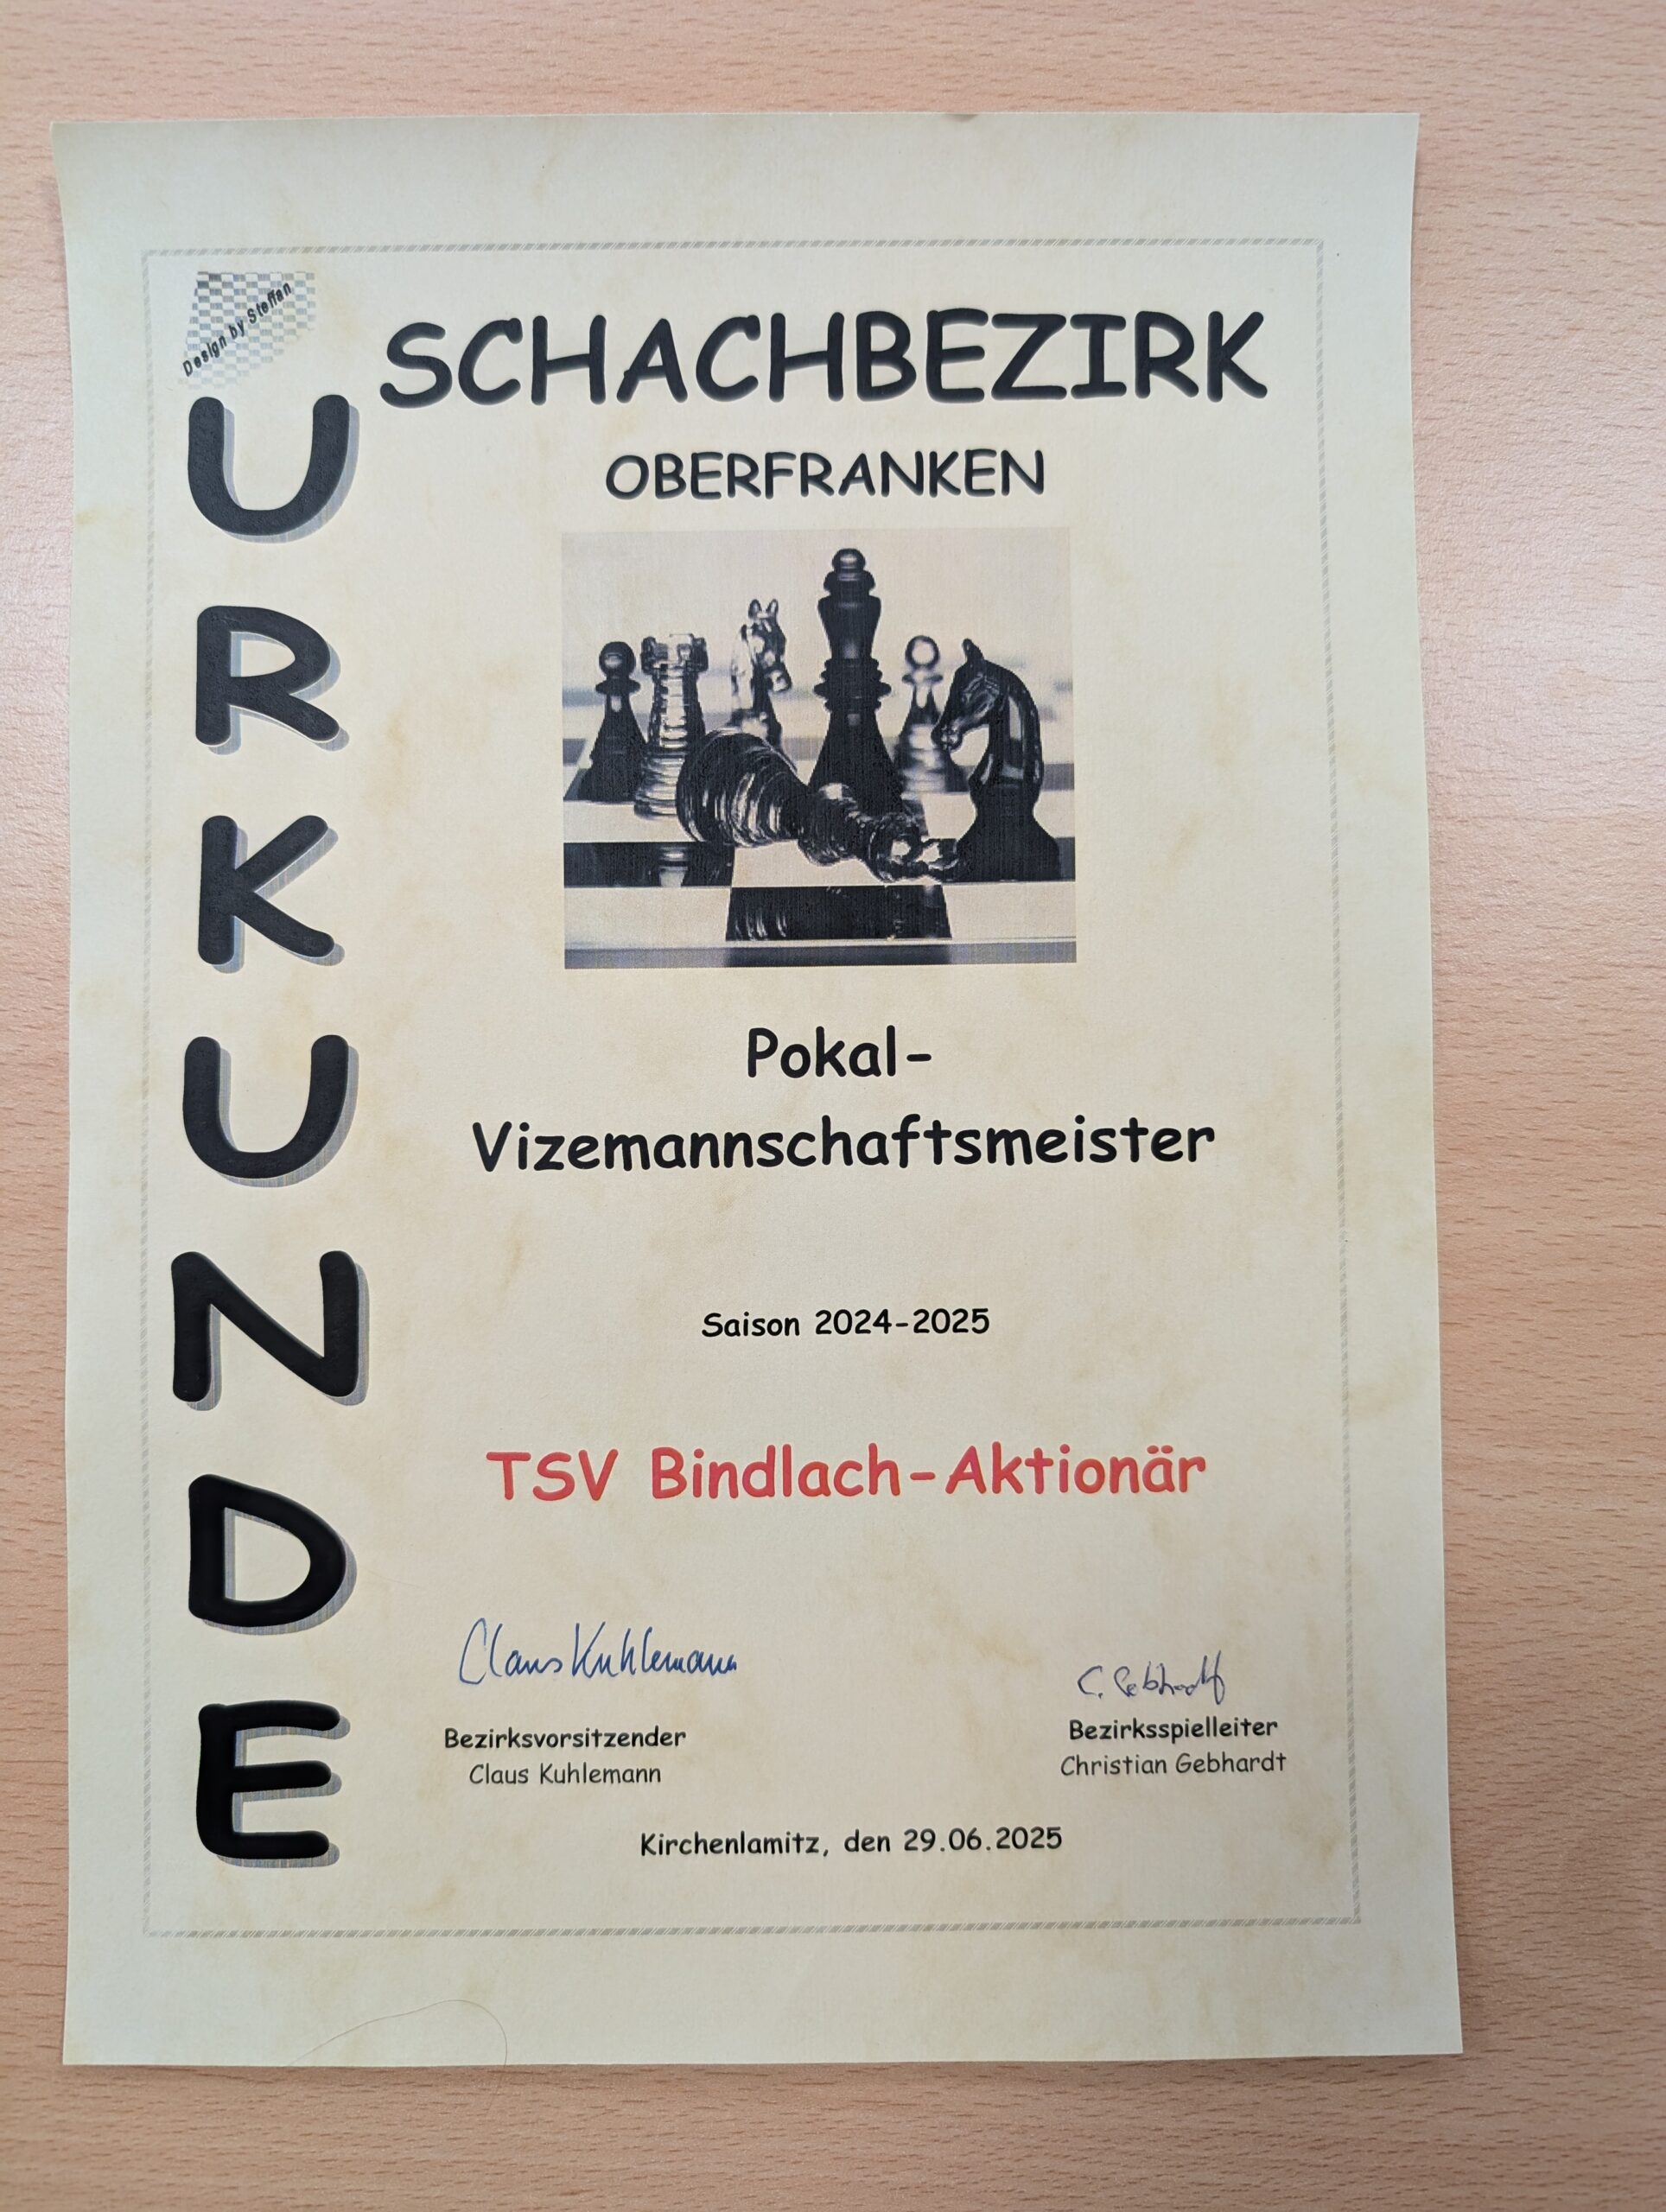 Design by Steffan
URKUNDE
SCHACHBEZIRK
OBERFRANKEN
Pokal-
Vizemannschaftsmeister
Saison 2024-2025
TSV Bindlach-Aktionär
Claus Kuhlemann
C. Gebhardt
Bezirksvorsitzender
Claus Kuhlemann
Bezirksspielleiter
Christian Gebhardt
Kirchenlamitz, den 29.06.2025